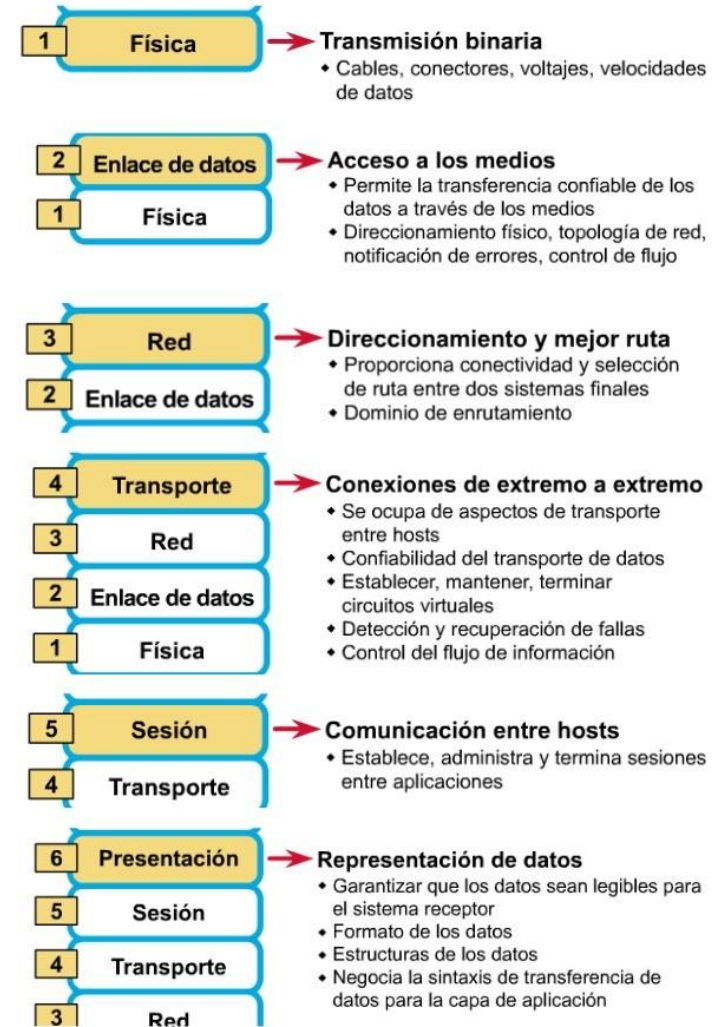 1 Física Transmisión binaria
◆ Cables, conectores, voltajes, velocidades
de datos
2 Enlace de datos Acceso a los medios
◆ Permite la transferencia confiable de los
datos a través de los medios
1 Física
◆ Direccionamiento físico, topología de red,
notificación de errores, control de flujo
3 Red Direccionamiento y mejor ruta
◆ Proporciona conectividad y selección
de ruta entre dos sistemas finales
2 Enlace de datos
◆ Dominio de enrutamiento
4 Transporte Conexiones de extremo a extremo
◆ Se ocupa de aspectos de transporte
entre hosts
3 Red
◆ Confiabilidad del transporte de datos
◆ Establecer, mantener, terminar
circuitos virtuales
2 Enlace de datos
◆ Detección y recuperación de fallas
1 Física
◆ Control del flujo de información
5 Sesión Comunicación entre hosts
◆ Establece, administra y termina sesiones
entre aplicaciones
4 Transporte
6 Presentación Representación de datos
◆ Garantizar que los datos sean legibles para
el sistema receptor
5 Sesión
◆ Formato de los datos
◆ Estructuras de los datos
4 Transporte
◆ Negocia la sintaxis de transferencia de
datos para la capa de aplicación
3 Red